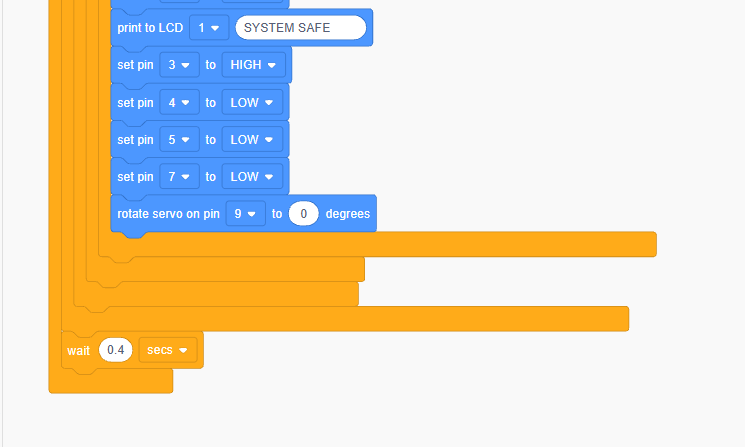 print to LCD 1 SYSTEM SAFE
set pin 3 to HIGH
set pin 4 to LOW
set pin 5 to LOW
set pin 7 to LOW
rotate servo on pin 9 to 0 degrees
wait 0.4 secs